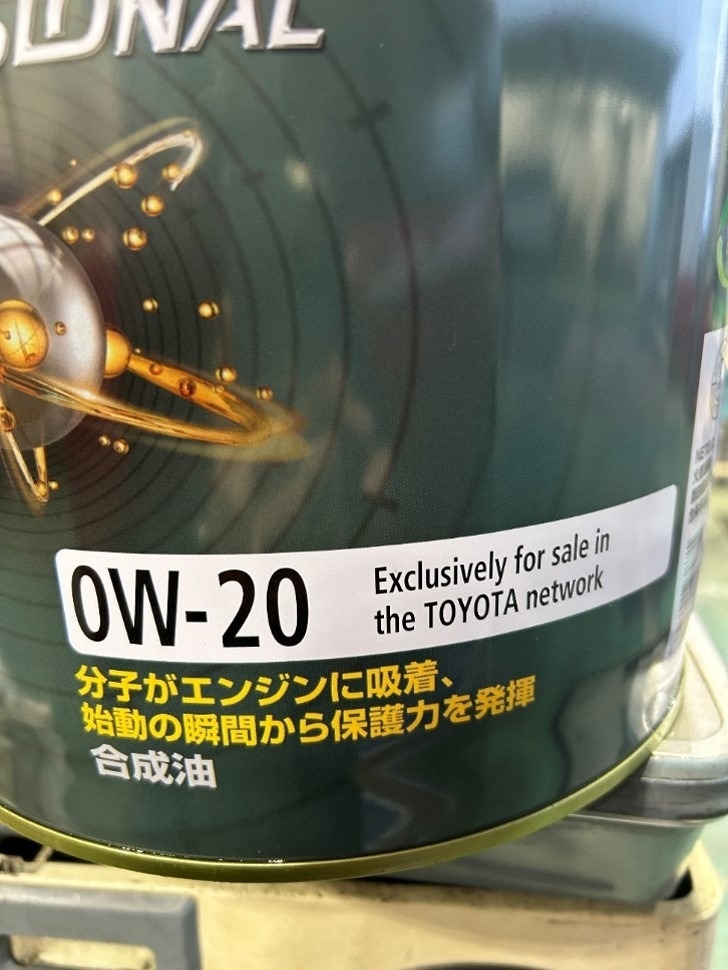 0W-20
Exclusively for sale in
the TOYOTA network
分子がエンジンに吸着、
始動の瞬間から保護力を発揮
合成油